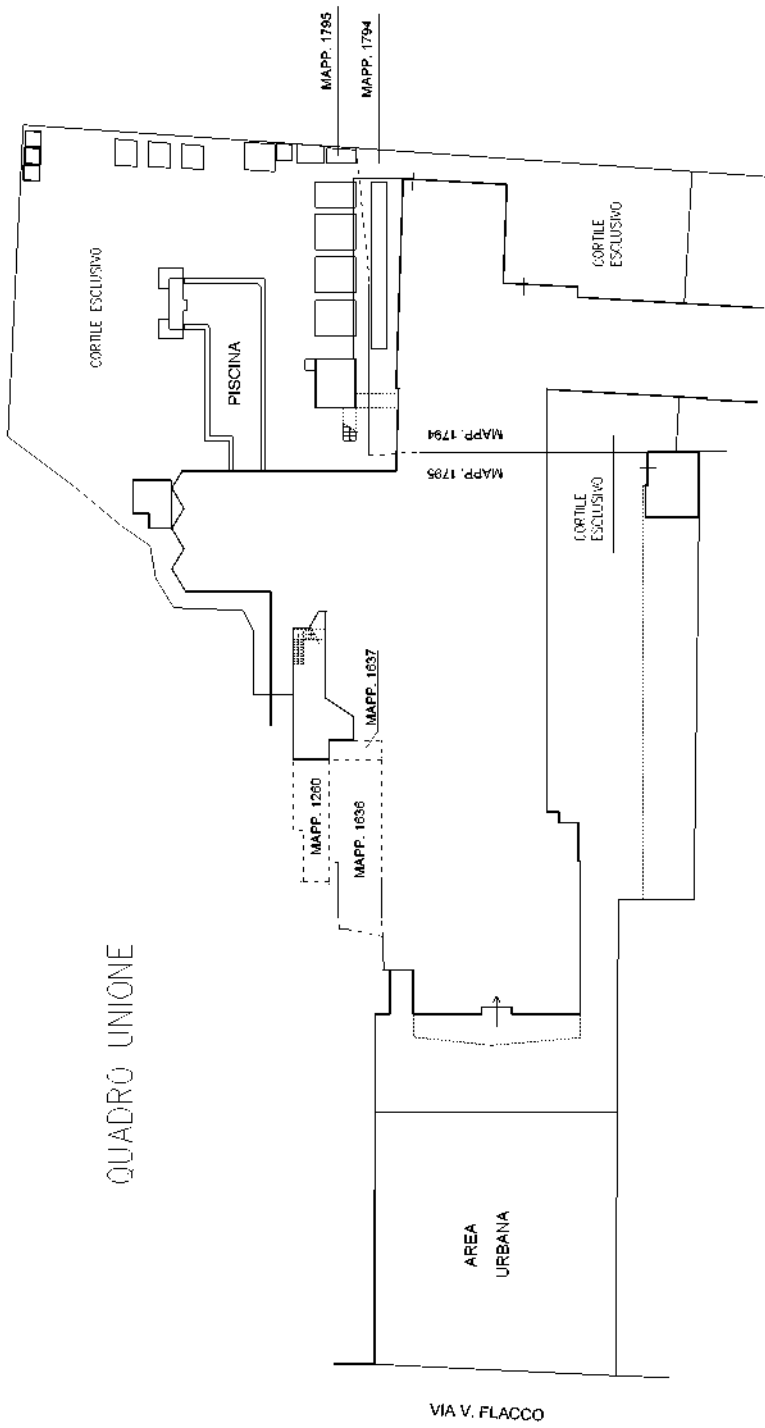 QUADRO UNIONE
MAPP. 1795
MAPP. 1794
CORTILE ESCLUSIVO
PISCINA
CORTILE
ESCLUSIVO
MAPP. 1794
MAPP. 1795
CORTILE
ESCLUSIVO
MAPP. 1637
MAPP. 1260
MAPP. 1636
AREA
URBANA
VIA V. FLACCO